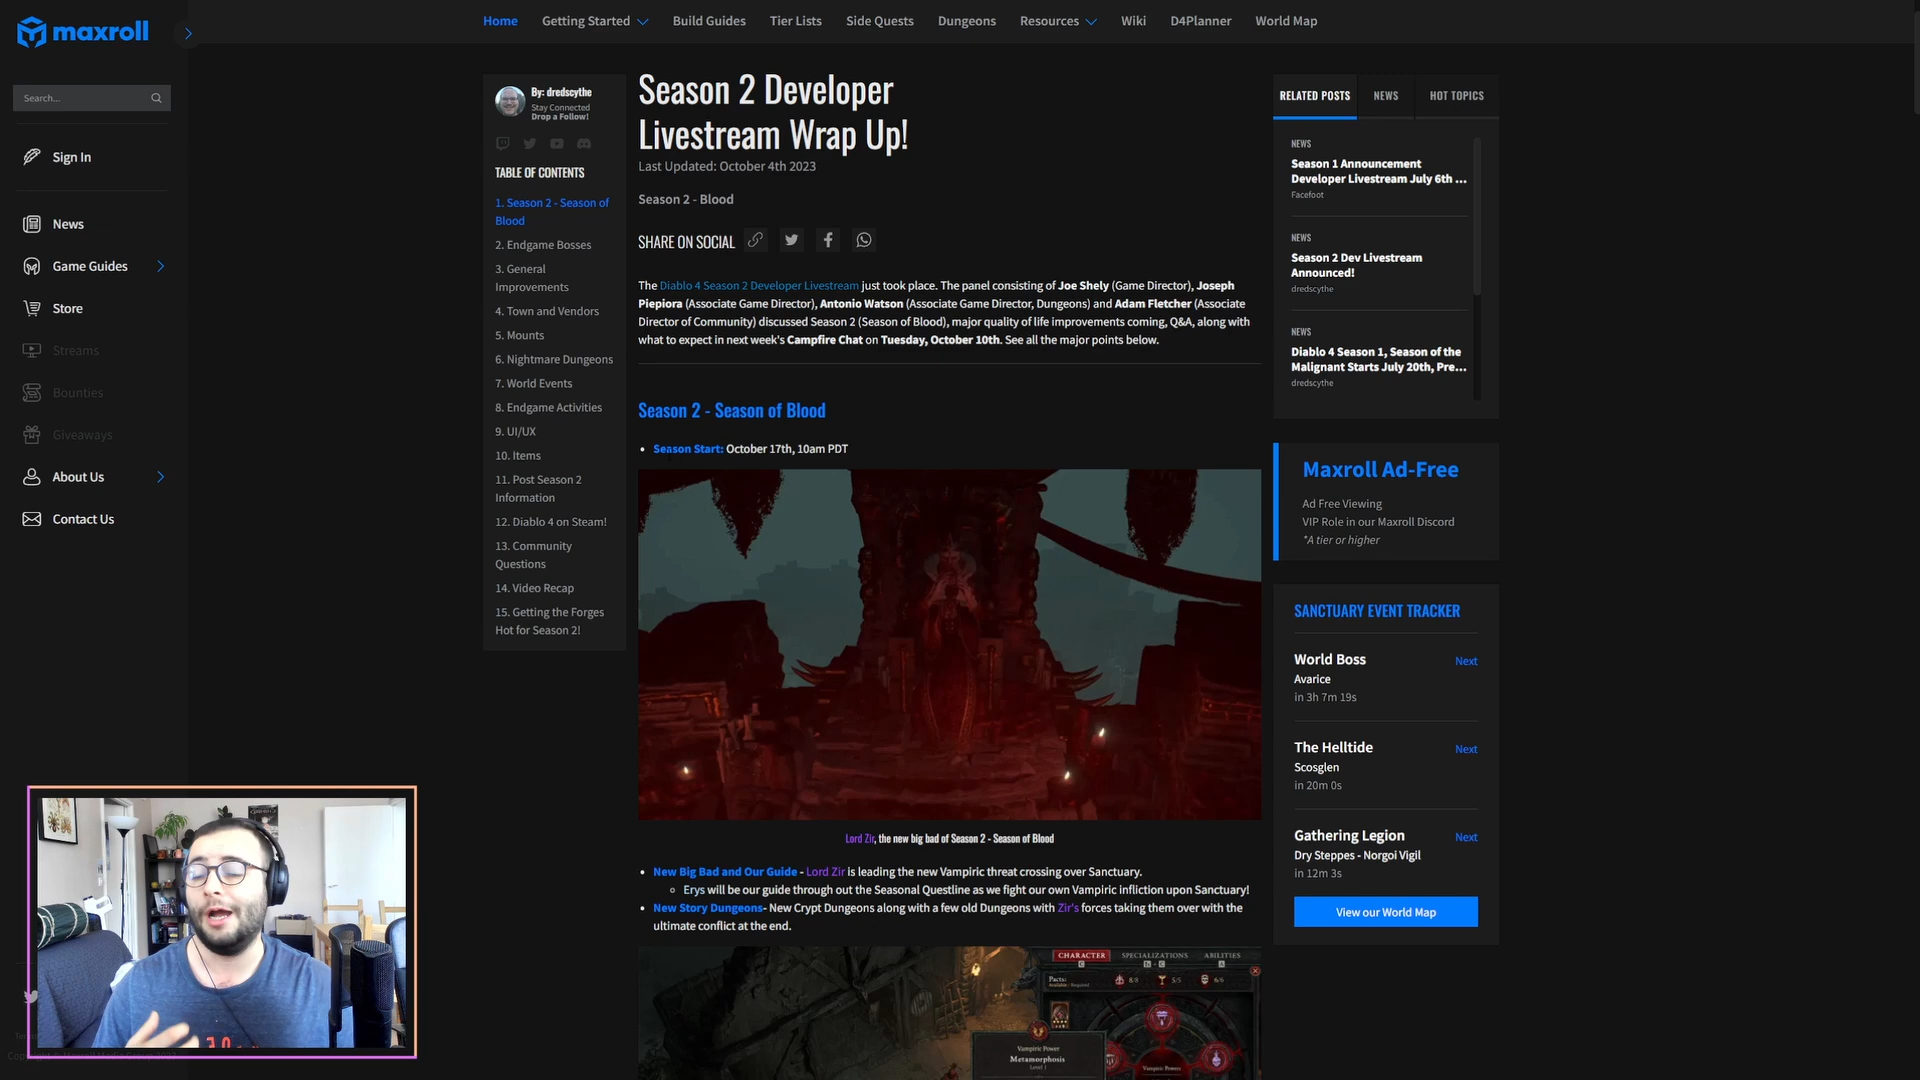 maxroll
Home
Getting Started
Build Guides
Tier Lists
Side Quests
Dungeons
Resources
Wiki
D4Planner
World Map
Search...
Sign In
News
Game Guides
Store
Streams
Bounties
Giveaways
About Us
Contact Us
By: dredscythe
Stay Connected
Drop a Follow!
TABLE OF CONTENTS
1. Season 2 - Season of
Blood
2. Endgame Bosses
3. General
Improvements
4. Town and Vendors
5. Mounts
6. Nightmare Dungeons
7. World Events
8. Endgame Activities
9. UI/UX
10. Items
11. Post Season 2
Information
12. Diablo 4 on Steam!
13. Community
Questions
14. Video Recap
15. Getting the Forges
Hot for Season 2!
Season 2 Developer
Livestream Wrap Up!
Last Updated: October 4th 2023
Season 2 - Blood
SHARE ON SOCIAL
The Diablo 4 Season 2 Developer Livestream just took place. The panel consisting of Joe Shely (Game Director), Joseph
Piepiora (Associate Game Director), Antonio Watson (Associate Game Director, Dungeons) and Adam Fletcher (Associate
Director of Community) discussed Season 2 (Season of Blood), major quality of life improvements coming, Q&A, along with
what to expect in next week's Campfire Chat on Tuesday, October 10th. See all the major points below.
Season 2 - Season of Blood
• Season Start: October 17th, 10am PDT
Lord Zir, the new big bad of Season 2 - Season of Blood
• New Big Bad and Our Guide - Lord Zir is leading the new Vampiric threat crossing over Sanctuary.
Erys will be our guide through out the Seasonal Questline as we fight our own Vampiric infliction upon Sanctuary!
• New Story Dungeons- New Crypt Dungeons along with a few old Dungeons with Zir's forces taking them over with the
ultimate conflict at the end.
CHARACTER
SPECIALIZATIONS
ABILITIES
Pacts:
8/8
5/5
6/6
Vampiric Power
Metamorphosis
Level 1
Vampiric Powers
RELATED POSTS
NEWS
HOT TOPICS
NEWS
Season 1 Announcement
Developer Livestream July 6th ...
Facefoot
NEWS
Season 2 Dev Livestream
Announced!
dredscythe
NEWS
Diablo 4 Season 1, Season of the
Malignant Starts July 20th, Pre...
dredscythe
Maxroll Ad-Free
Ad Free Viewing
VIP Role in our Maxroll Discord
*A tier or higher
SANCTUARY EVENT TRACKER
World Boss
Next
Avarice
in 3h 7m 19s
The Helltide
Next
Scosglen
in 20m 0s
Gathering Legion
Next
Dry Steppes - Norgoi Vigil
in 12m 3s
View our World Map